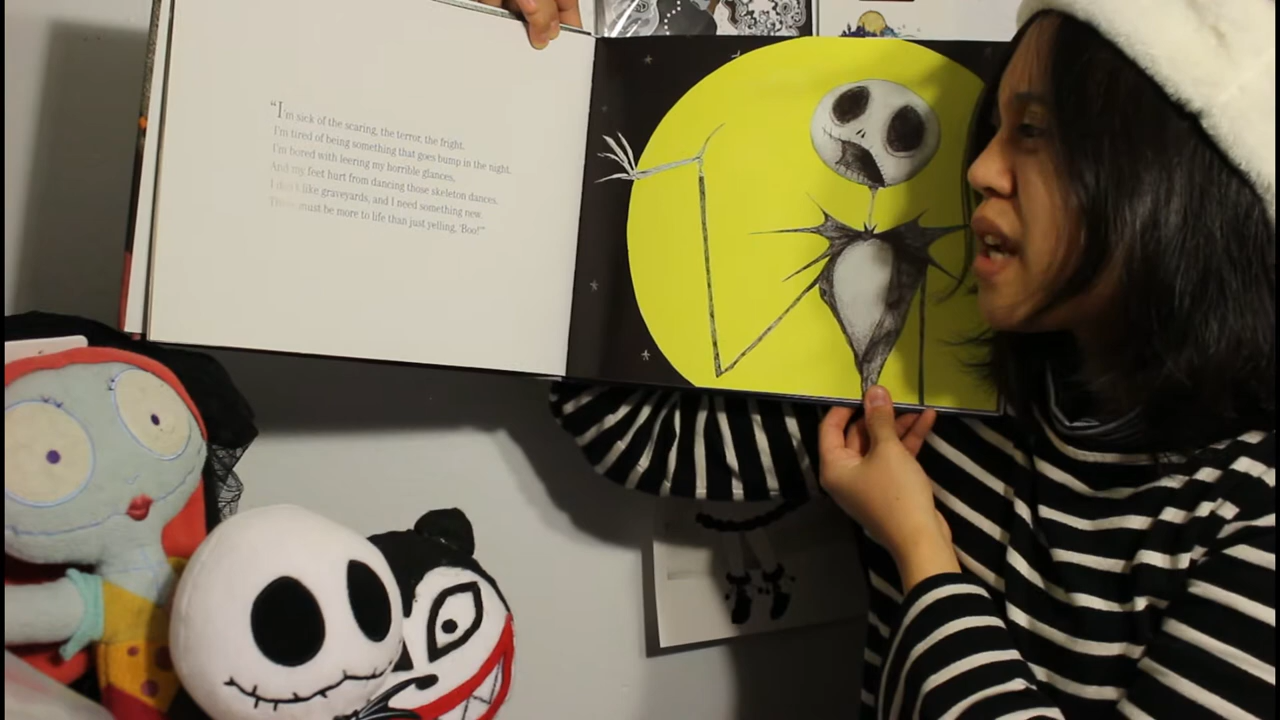 “I’m sick of the scaring, the terror, the fright.
I’m tired of being something that goes bump in the night.
I’m bored with leering my horrible glances,
And my feet hurt from dancing those skeleton dances.
I don’t like graveyards, and I need something new.
There must be more to life than just yelling, ‘Boo!’”